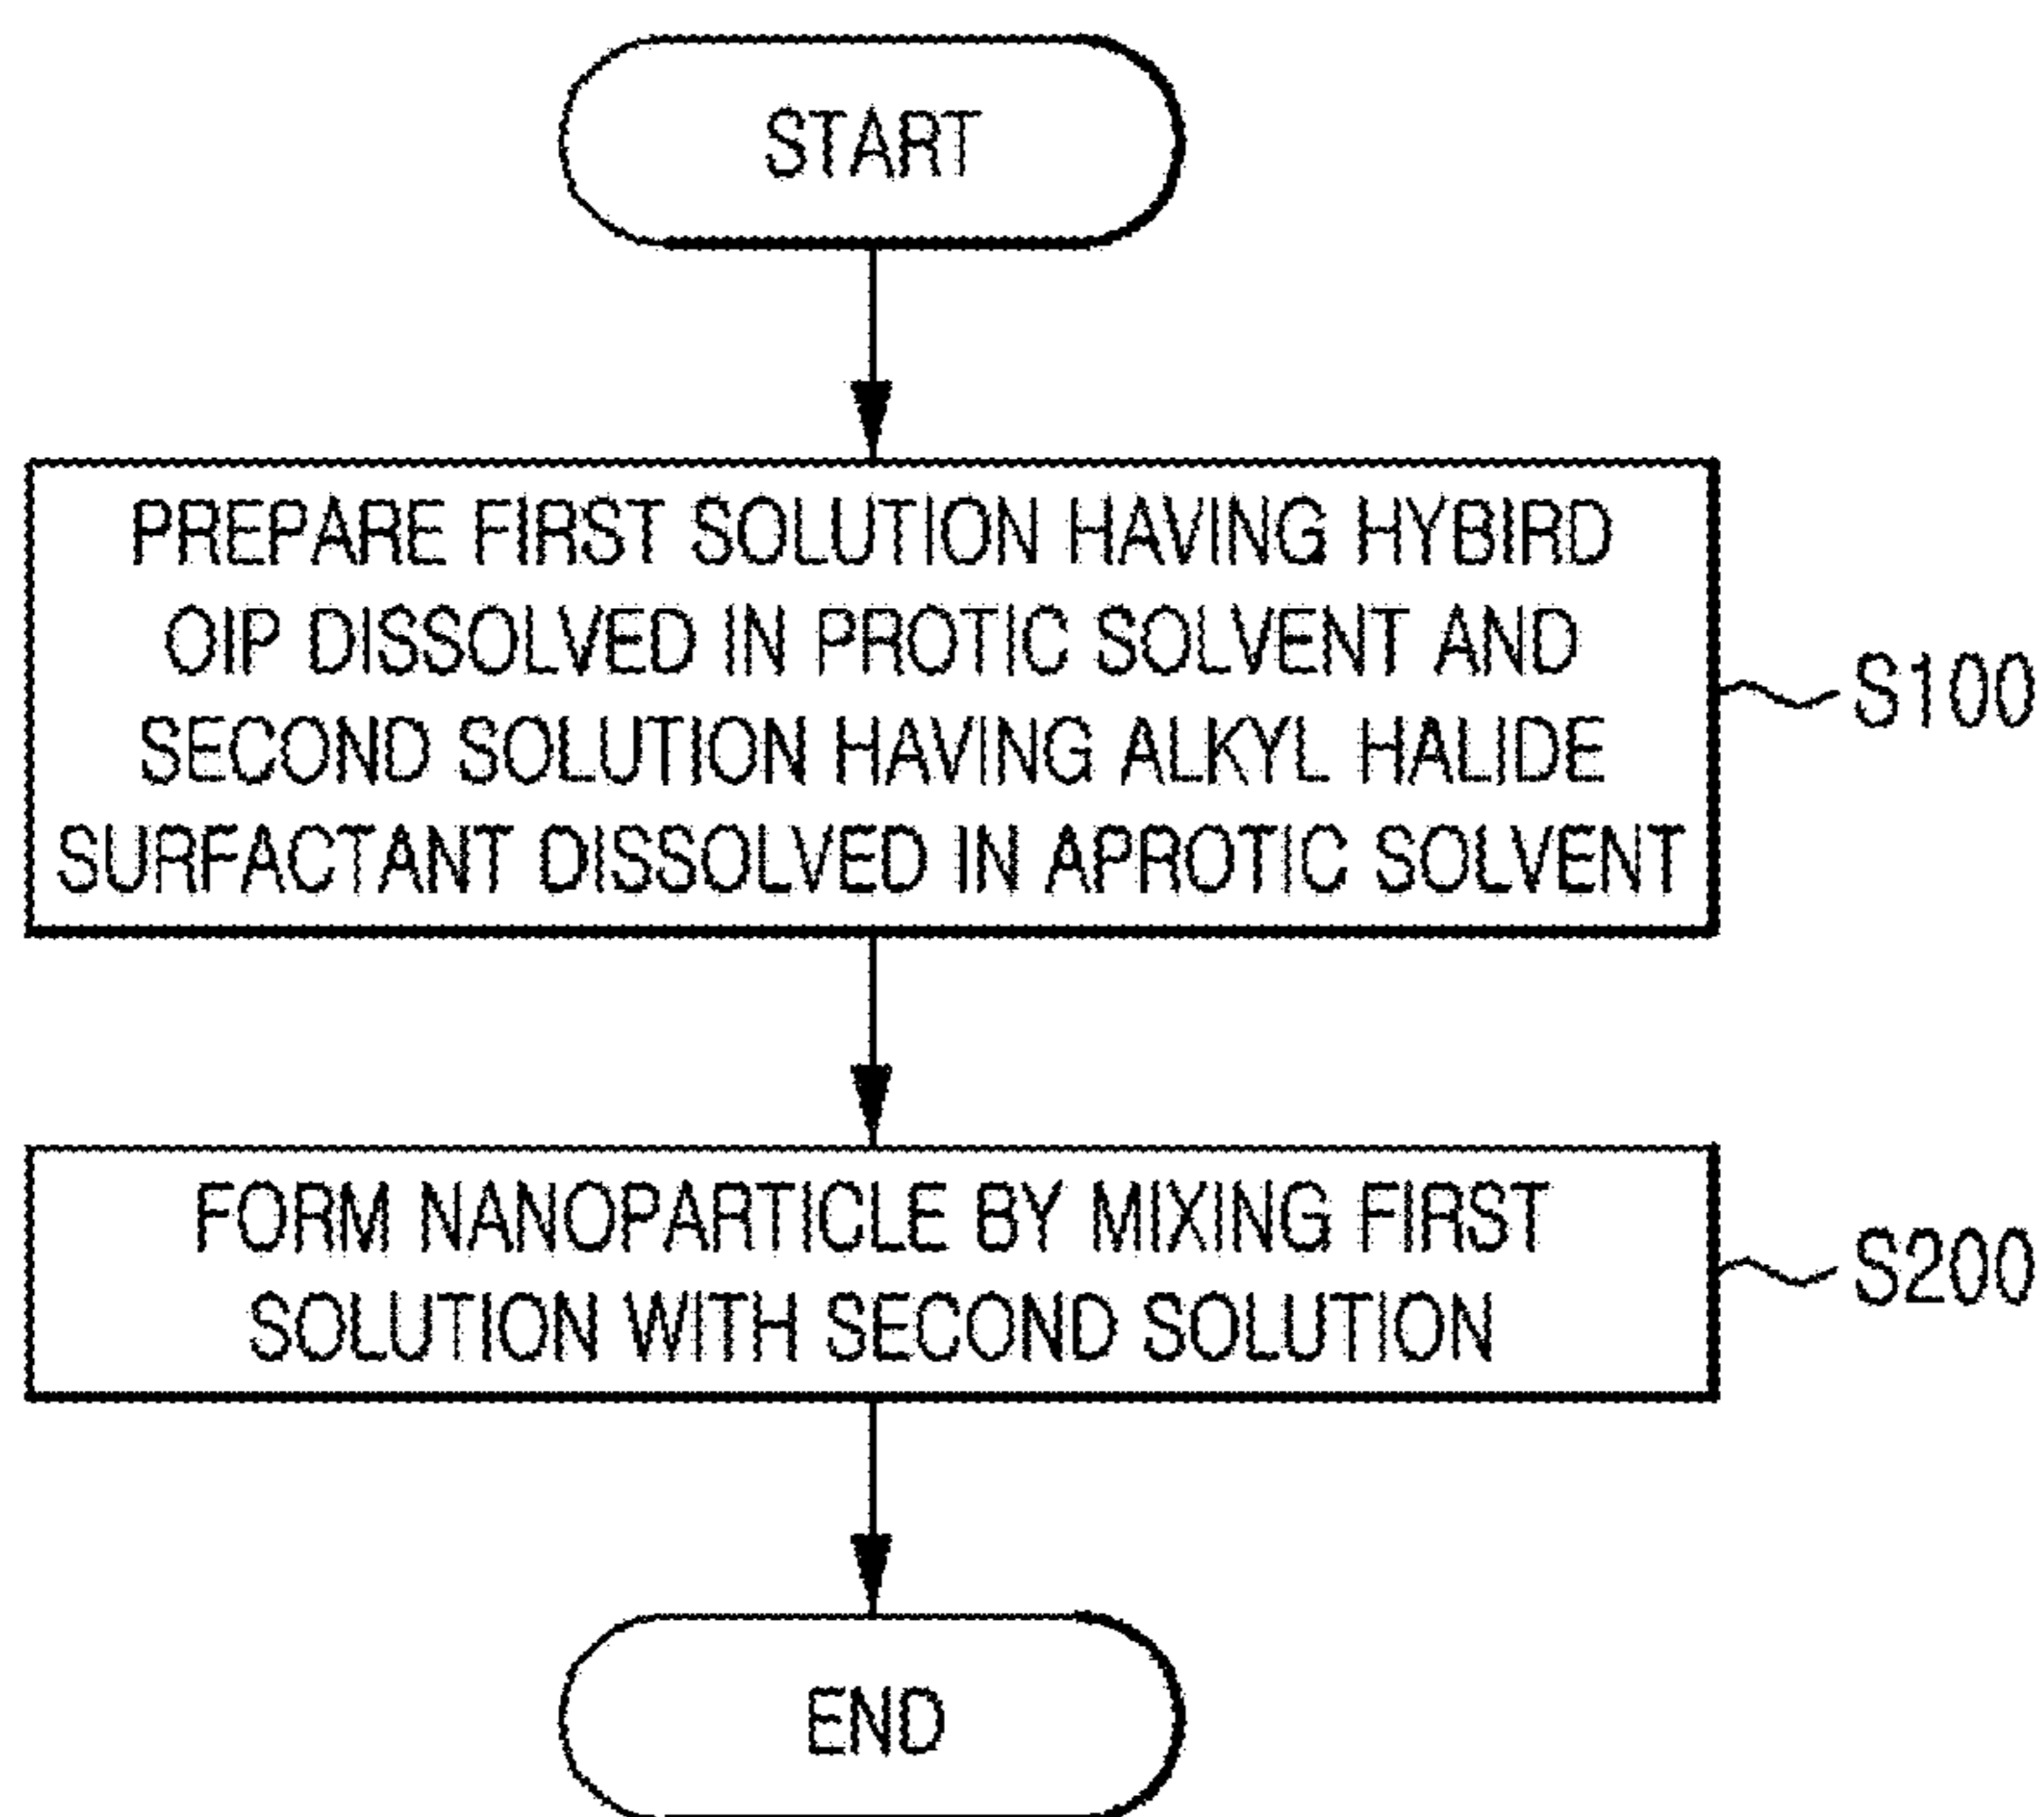 START
PREPARE FIRST SOLUTION HAVING HYBIRD
OIP DISSOLVED IN PROTIC SOLVENT AND
SECOND SOLUTION HAVING ALKYL HALIDE
SURFACTANT DISSOLVED IN APROTIC SOLVENT
S100
FORM NANOPARTICLE BY MIXING FIRST
SOLUTION WITH SECOND SOLUTION
S200
END